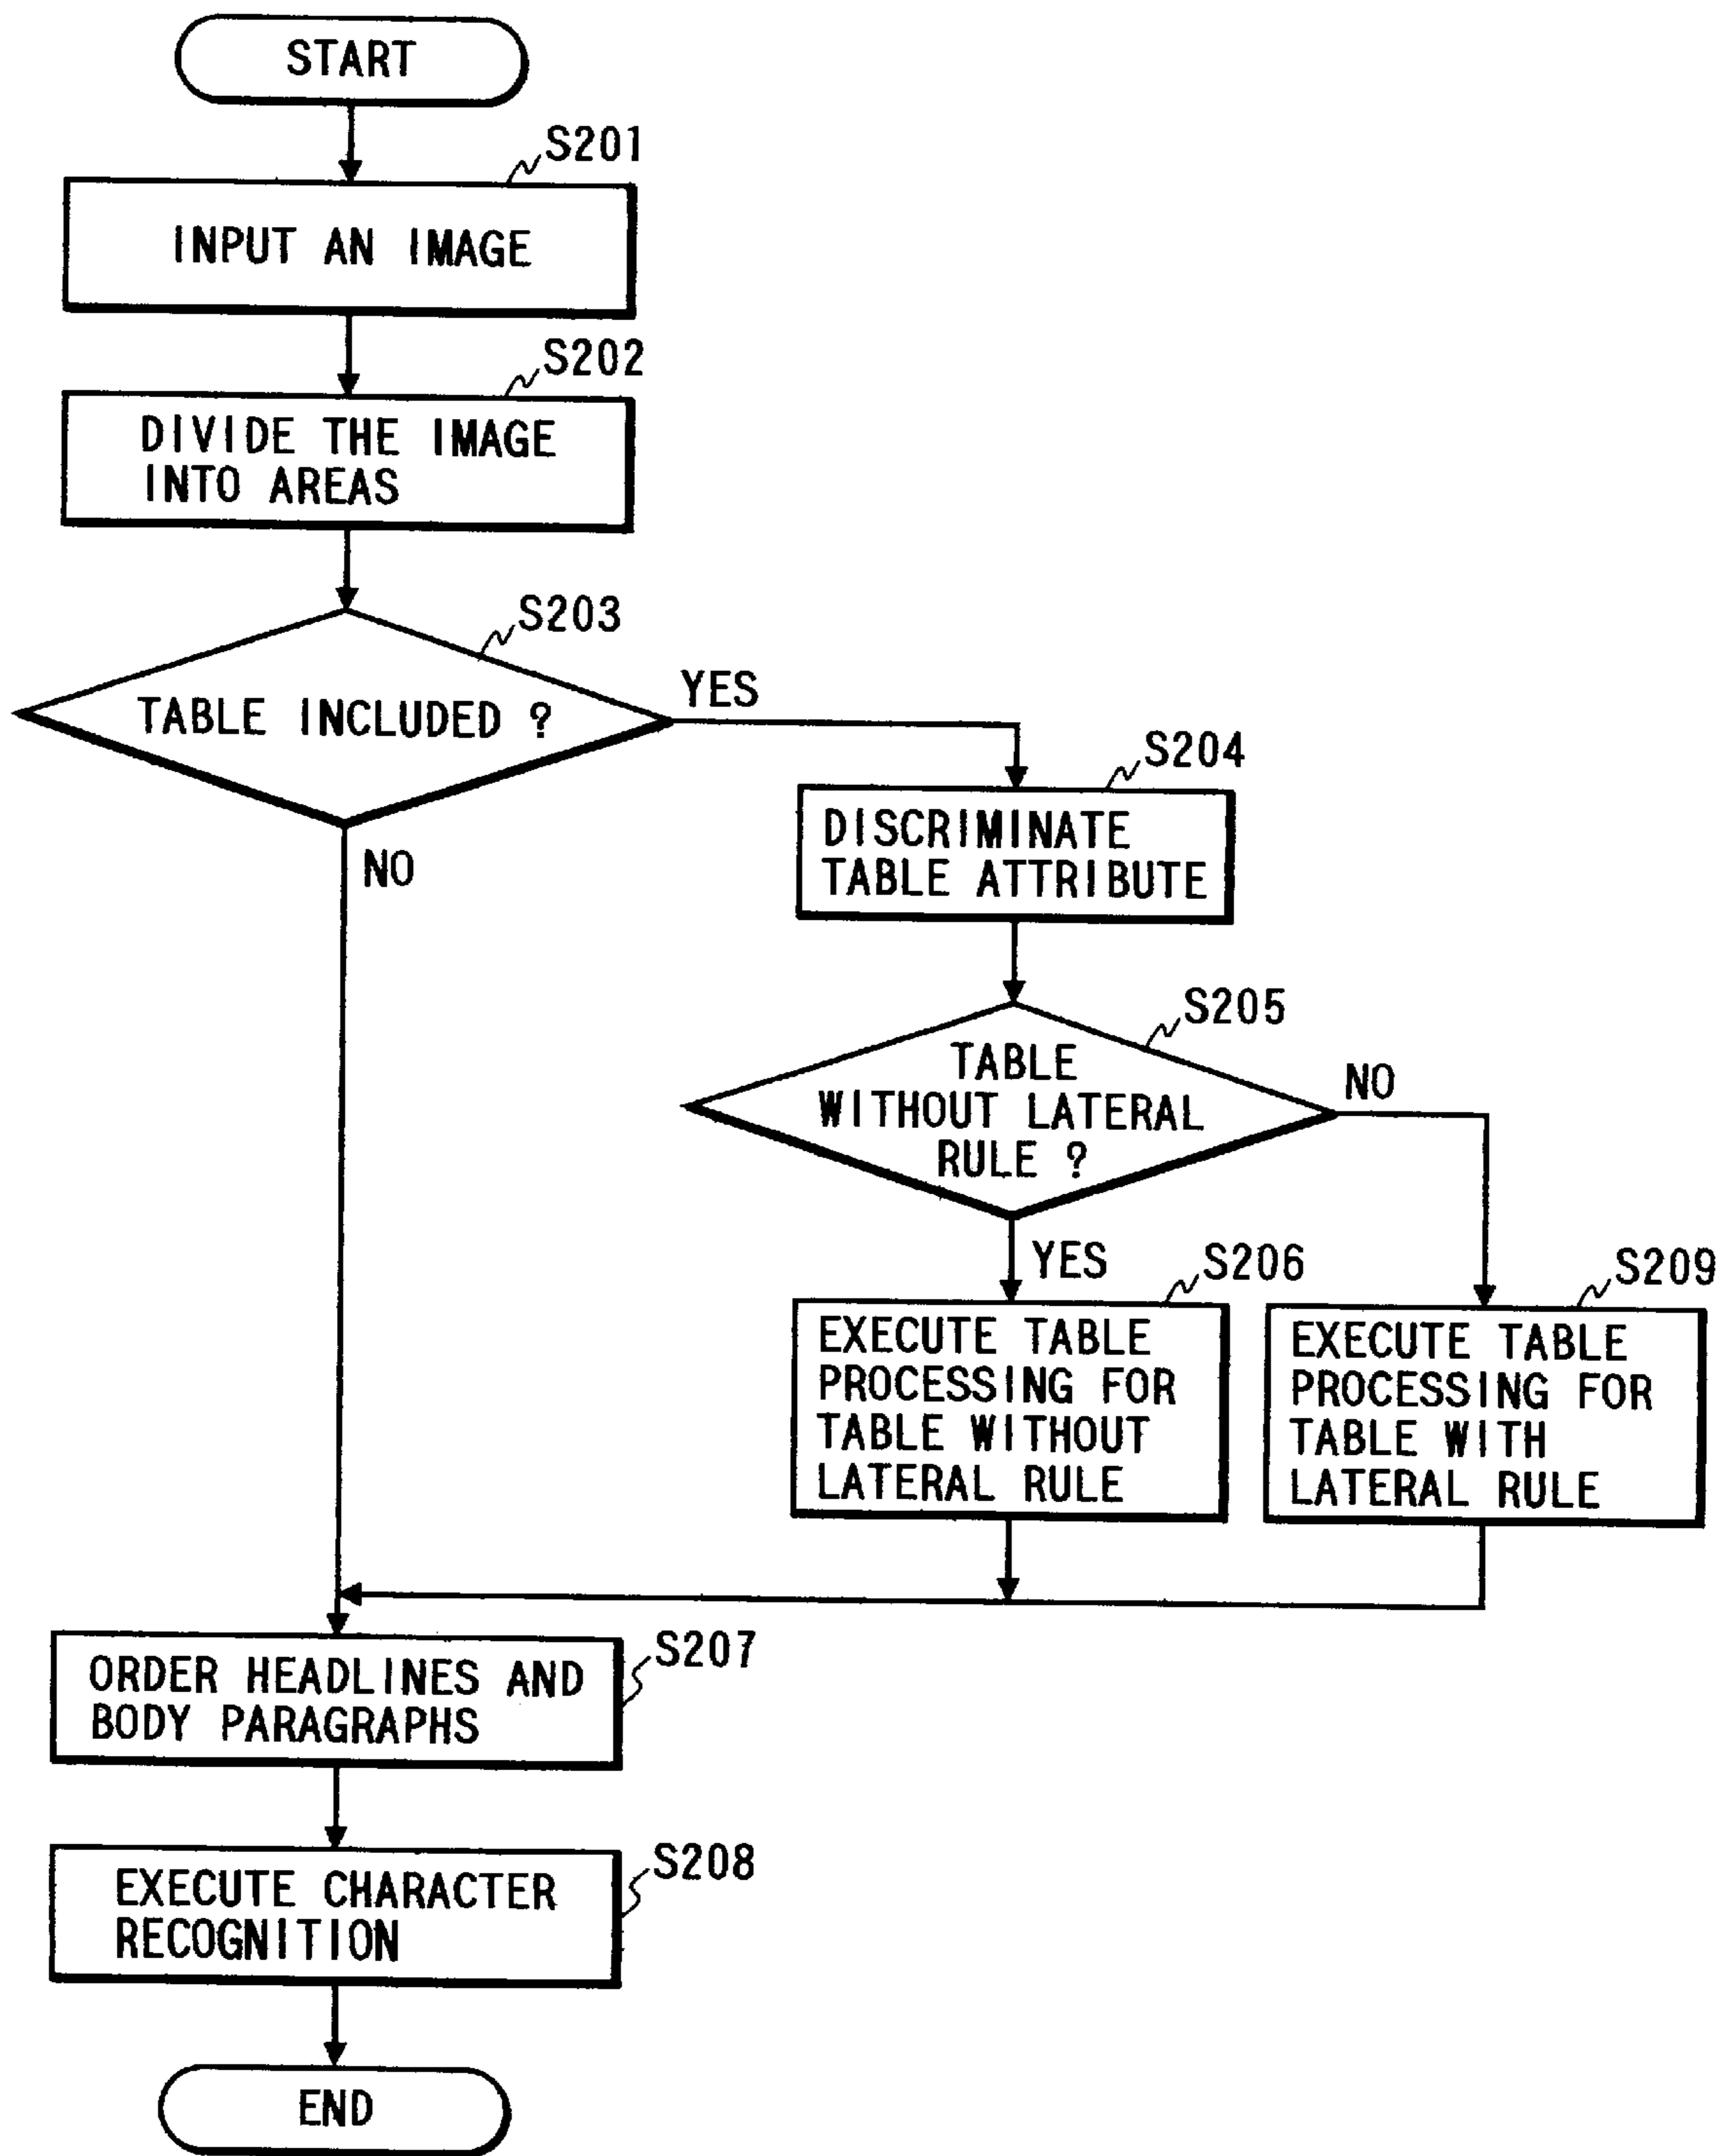 START
S201
INPUT AN IMAGE
S202
DIVIDE THE IMAGE
INTO AREAS
S203
TABLE INCLUDED ?
YES
NO
S204
DISCRIMINATE
TABLE ATTRIBUTE
S205
TABLE
WITHOUT LATERAL
RULE ?
NO
YES
S206
EXECUTE TABLE
PROCESSING FOR
TABLE WITHOUT
LATERAL RULE
S209
EXECUTE TABLE
PROCESSING FOR
TABLE WITH
LATERAL RULE
S207
ORDER HEADLINES AND
BODY PARAGRAPHS
S208
EXECUTE CHARACTER
RECOGNITION
END